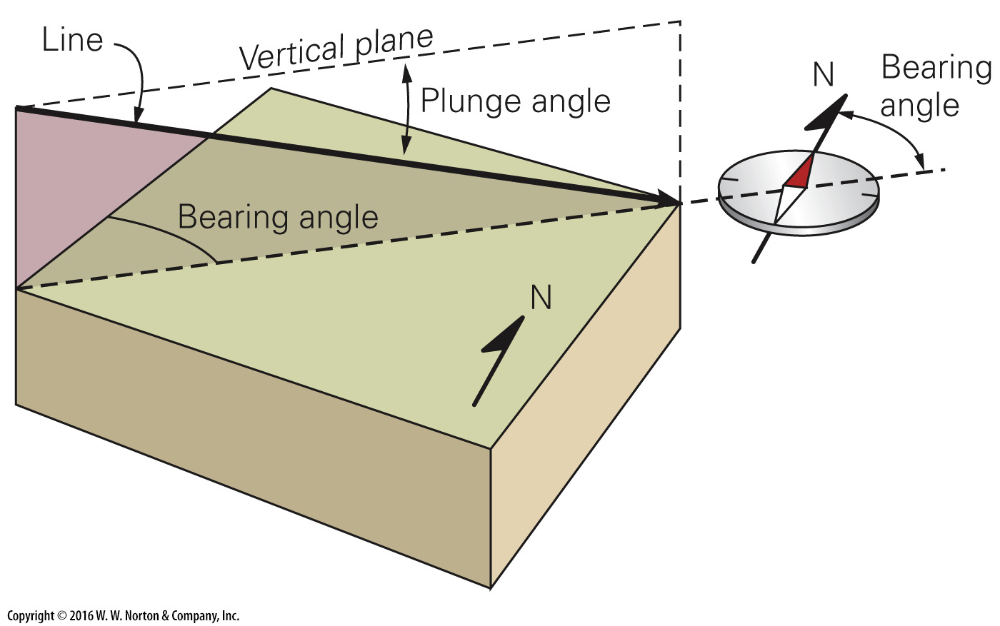 Line
Vertical plane
Plunge angle
N
Bearing
angle
Bearing angle
N
Copyright © 2016 W. W. Norton & Company, Inc.